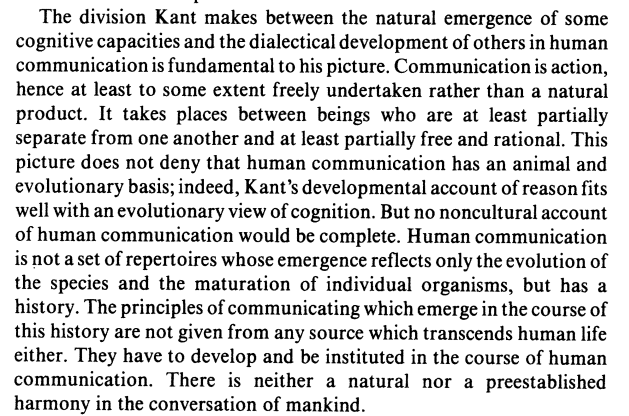 The division Kant makes between the natural emergence of some
cognitive capacities and the dialectical development of others in human
communication is fundamental to his picture. Communication is action,
hence at least to some extent freely undertaken rather than a natural
product. It takes places between beings who are at least partially
separate from one another and at least partially free and rational. This
picture does not deny that human communication has an animal and
evolutionary basis; indeed, Kant's developmental account of reason fits
well with an evolutionary view of cognition. But no noncultural account
of human communication would be complete. Human communication
is not a set of repertoires whose emergence reflects only the evolution of
the species and the maturation of individual organisms, but has a
history. The principles of communicating which emerge in the course of
this history are not given from any source which transcends human life
either. They have to develop and be instituted in the course of human
communication. There is neither a natural nor a preestablished
harmony in the conversation of mankind.